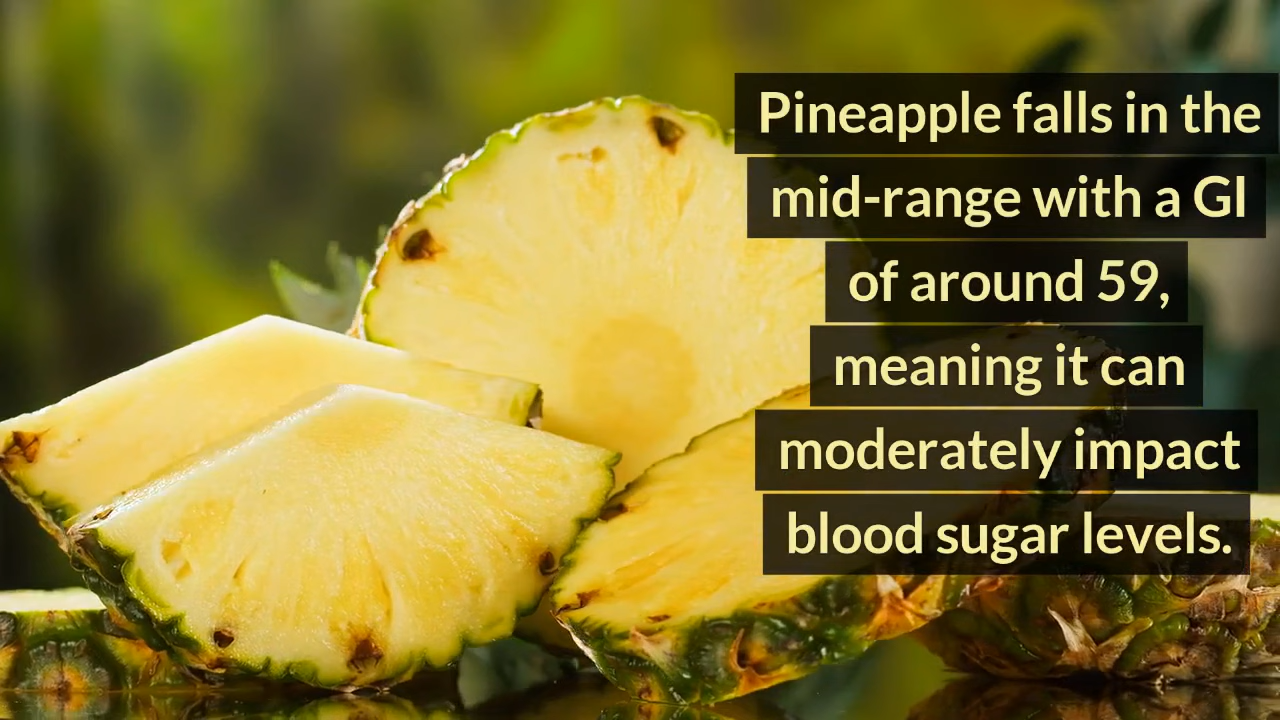 Pineapple falls in the
mid-range with a GI
of around 59,
meaning it can
moderately impact
blood sugar levels.